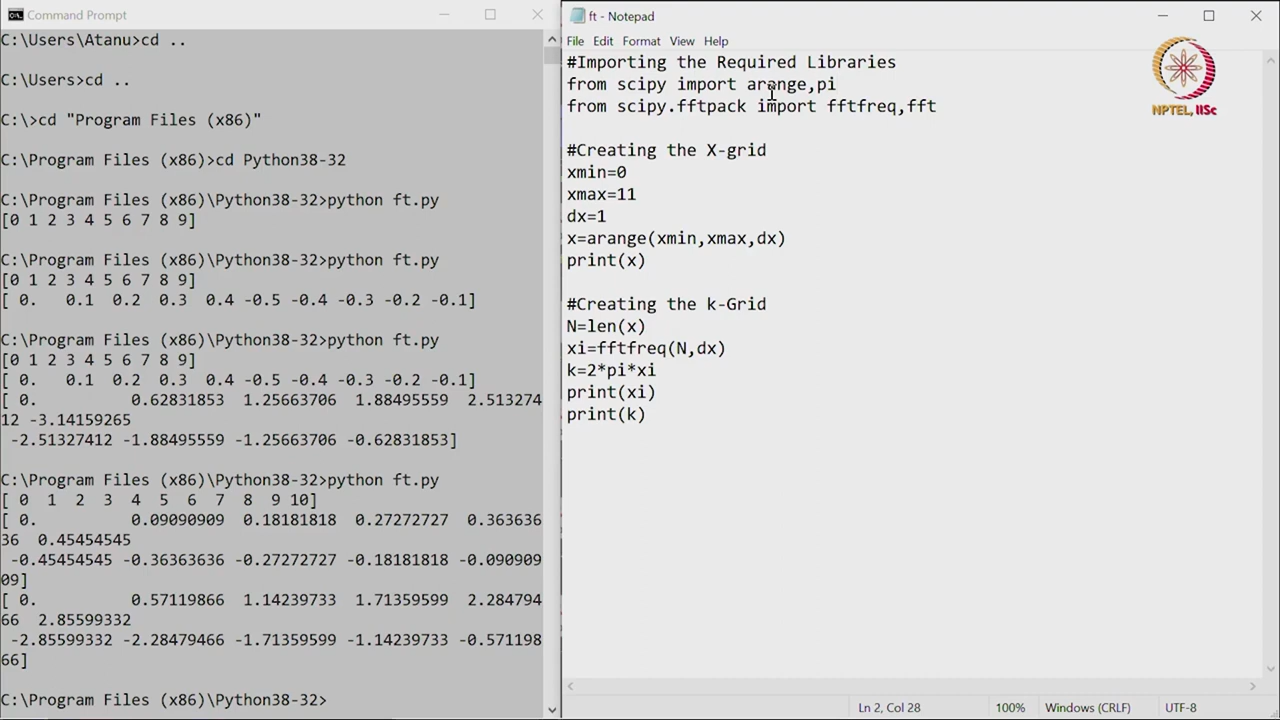 Command Prompt
C:\Users\Atanu>cd ..
C:\Users>cd ..
C:\>cd "Program Files (x86)"
C:\Program Files (x86)>cd Python38-32
C:\Program Files (x86)\Python38-32>python ft.py
[0 1 2 3 4 5 6 7 8 9]
C:\Program Files (x86)\Python38-32>python ft.py
[0 1 2 3 4 5 6 7 8 9]
[ 0.   0.1  0.2  0.3  0.4 -0.5 -0.4 -0.3 -0.2 -0.1]
C:\Program Files (x86)\Python38-32>python ft.py
[0 1 2 3 4 5 6 7 8 9]
[ 0.   0.1  0.2  0.3  0.4 -0.5 -0.4 -0.3 -0.2 -0.1]
[ 0.          0.62831853  1.25663706  1.88495559  2.513274
12 -3.14159265
 -2.51327412 -1.88495559 -1.25663706 -0.62831853]
C:\Program Files (x86)\Python38-32>python ft.py
[ 0  1  2  3  4  5  6  7  8  9 10]
[ 0.          0.09090909  0.18181818  0.27272727  0.363636
36  0.45454545
 -0.45454545 -0.36363636 -0.27272727 -0.18181818 -0.090909
09]
[ 0.          0.57119866  1.14239733  1.71359599  2.284794
66  2.85599332
 -2.85599332 -2.28479466 -1.71359599 -1.14239733 -0.571198
66]
C:\Program Files (x86)\Python38-32>
ft - Notepad
File Edit Format View Help
#Importing the Required Libraries
from scipy import arange,pi
from scipy.fftpack import fftfreq,fft
#Creating the X-grid
xmin=0
xmax=11
dx=1
x=arange(xmin,xmax,dx)
print(x)
#Creating the k-Grid
N=len(x)
xi=fftfreq(N,dx)
k=2*pi*xi
print(xi)
print(k)
NPTEL, IISc
Ln 2, Col 28 100% Windows (CRLF) UTF-8